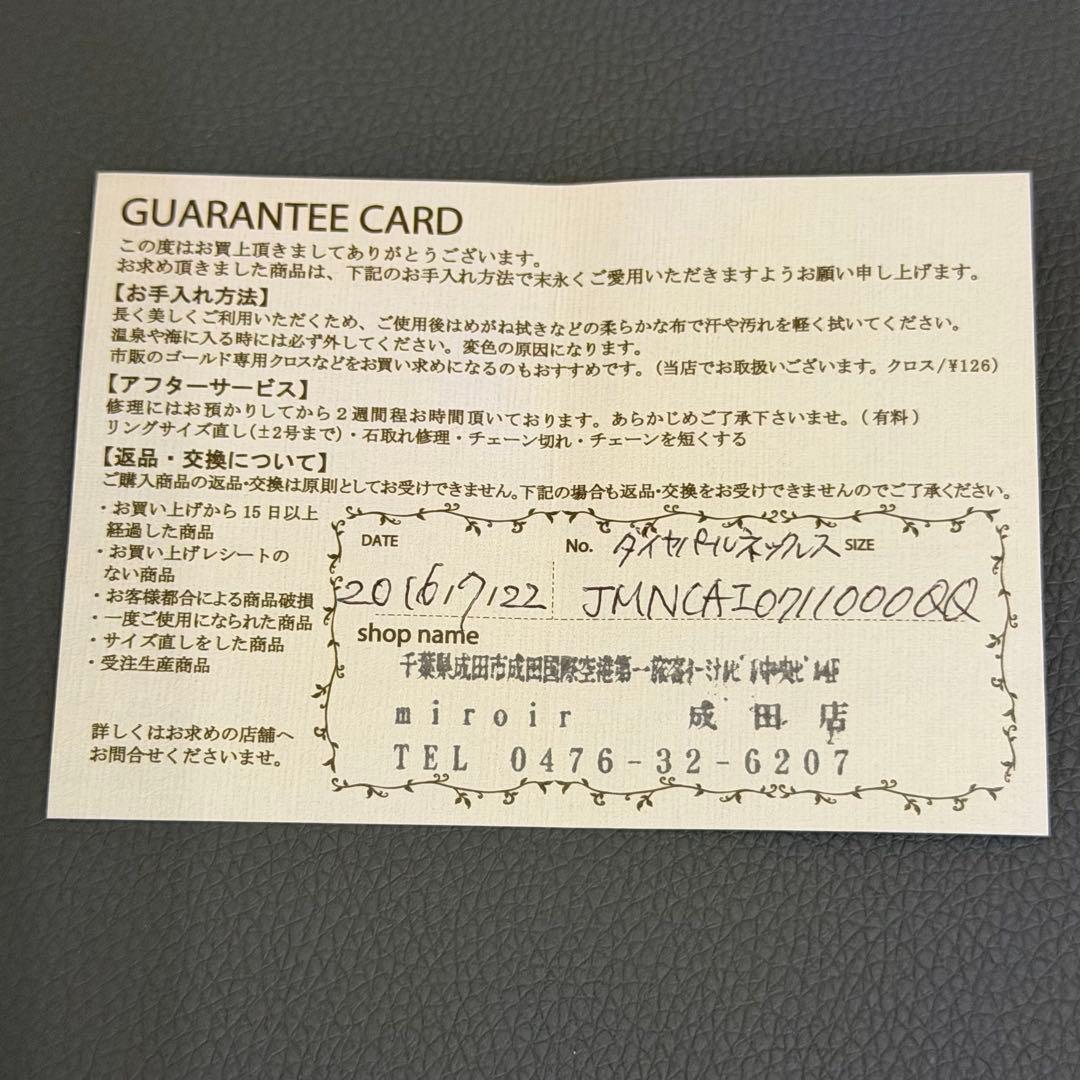 GUARANTEE CARD
この度はお買上頂きましてありがとうございます。
お求め頂きました商品は、下記のお手入れ方法で末永くご愛用いただきますようお願い申し上げます。
【お手入れ方法】
長く美しくご利用いただくため、ご使用後はめがね拭きなどの柔らかな布で汗や汚れを軽く拭いてください。
温泉や海に入る時には必ず外してください。変色の原因になります。
市販のゴールド専用クロスなどをお買い求めになるのもおすすめです。(当店でお取扱いございます。クロス/¥126)
【アフターサービス】
修理にはお預かりしてから2週間程お時間頂いております。あらかじめご了承下さいませ。(有料)
リングサイズ直し(±2号まで)・石取れ修理・チェーン切れ・チェーンを短くする
【返品・交換について】
ご購入商品の返品・交換は原則としてお受けできません。下記の場合も返品・交換をお受けできませんのでご了承ください。
・お買い上げから15日以上
経過した商品
・お買い上げレシートの
ない商品
・お客様都合による商品破損
・一度ご使用になられた商品
・サイズ直しをした商品
・受注生産商品
詳しくはお求めの店舗へ
お問合せくださいませ。
DATE
2016/7/22
No. ダイヤパールネックレス SIZE
JMNCAI0711000QQ
shop name
千葉県成田市成田国際空港第一旅客ターミナルビル中央ビル4F
miroir 成田店
TEL 0476-32-6207